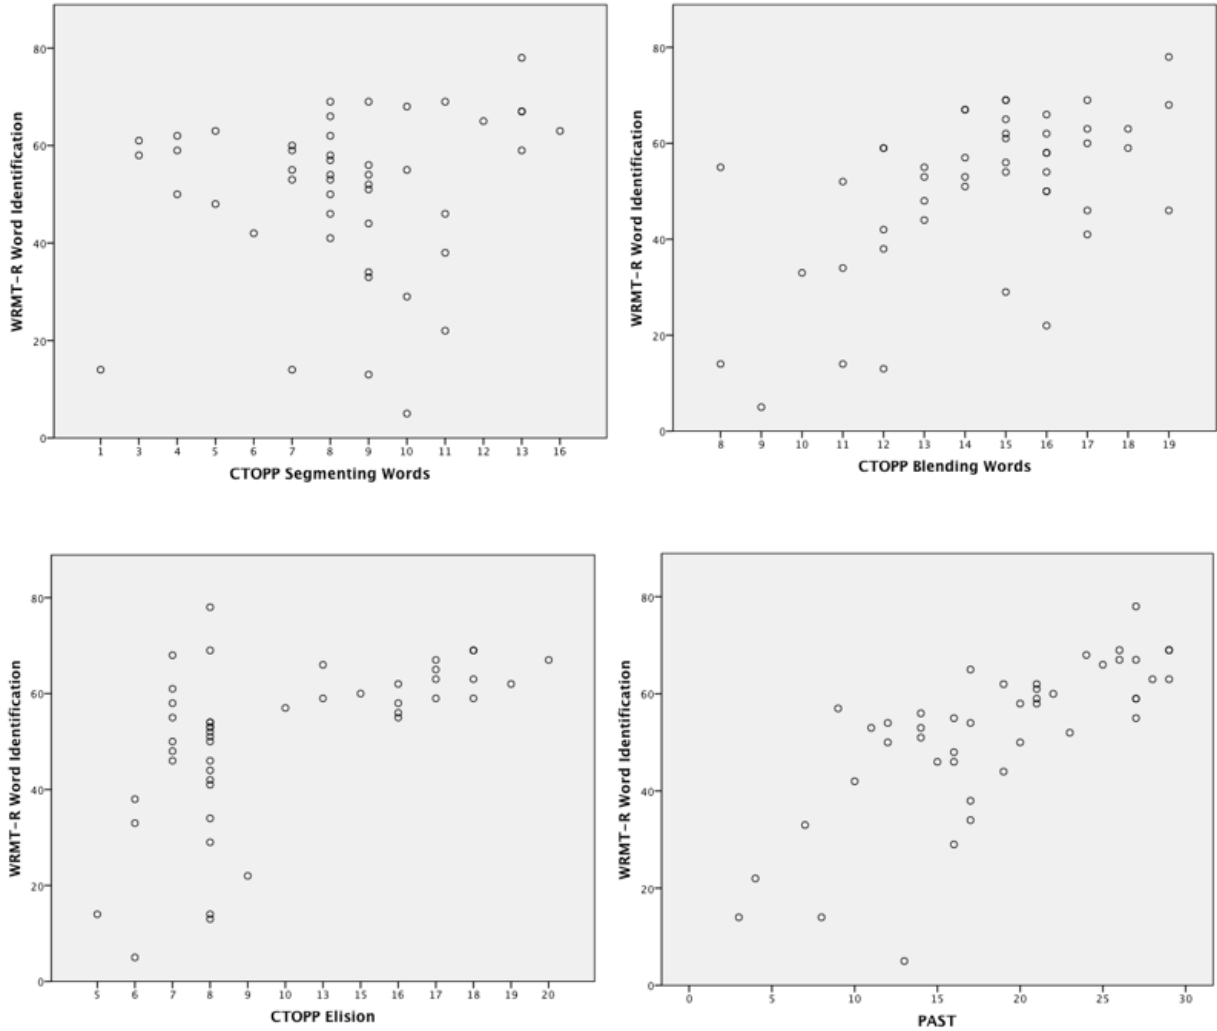 80
60
40
20
0
WRMT-R Word Identification
1 3 4 5 6 7 8 9 10 11 12 13 16
CTOPP Segmenting Words
80
60
40
20
0
WRMT-R Word Identification
8 9 10 11 12 13 14 15 16 17 18 19
CTOPP Blending Words
80
60
40
20
0
WRMT-R Word Identification
5 6 7 8 9 10 13 15 16 17 18 19 20
CTOPP Elision
80
60
40
20
0
WRMT-R Word Identification
0 5 10 15 20 25 30
PAST